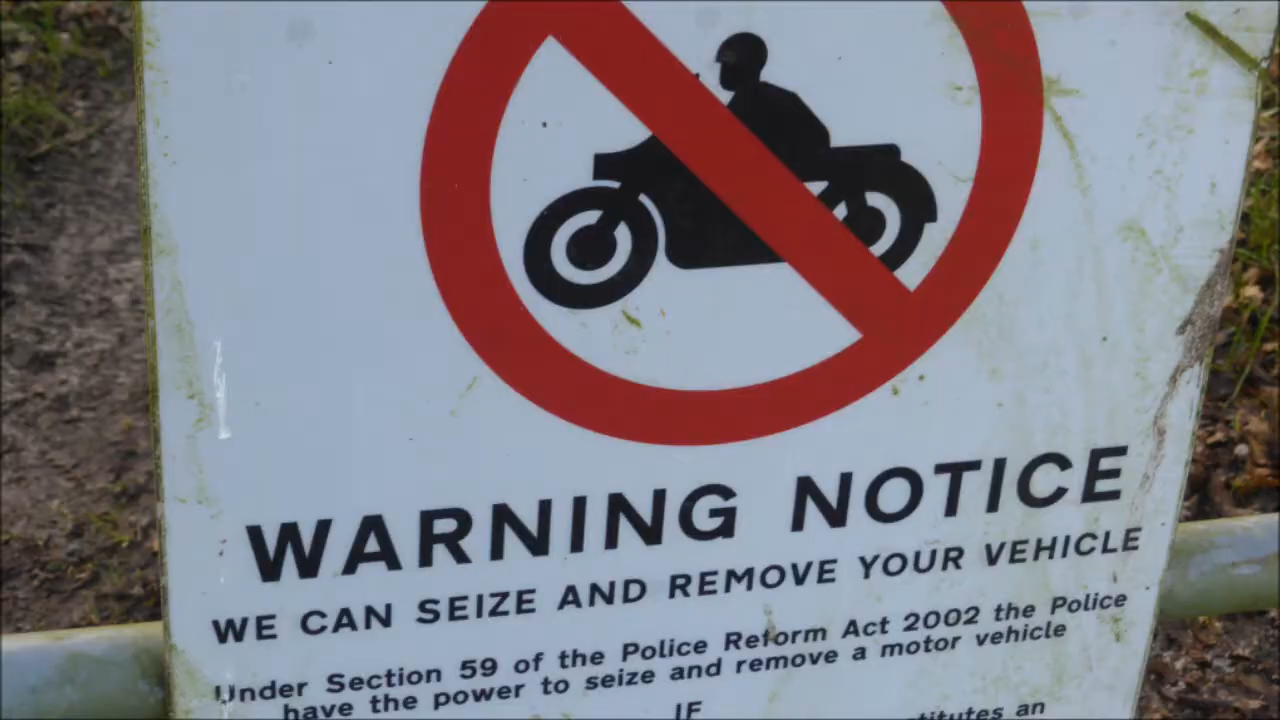 WARNING NOTICE
WE CAN SEIZE AND REMOVE YOUR VEHICLE
Under Section 59 of the Police Reform Act 2002 the Police
have the power to seize and remove a motor vehicle
IF
an